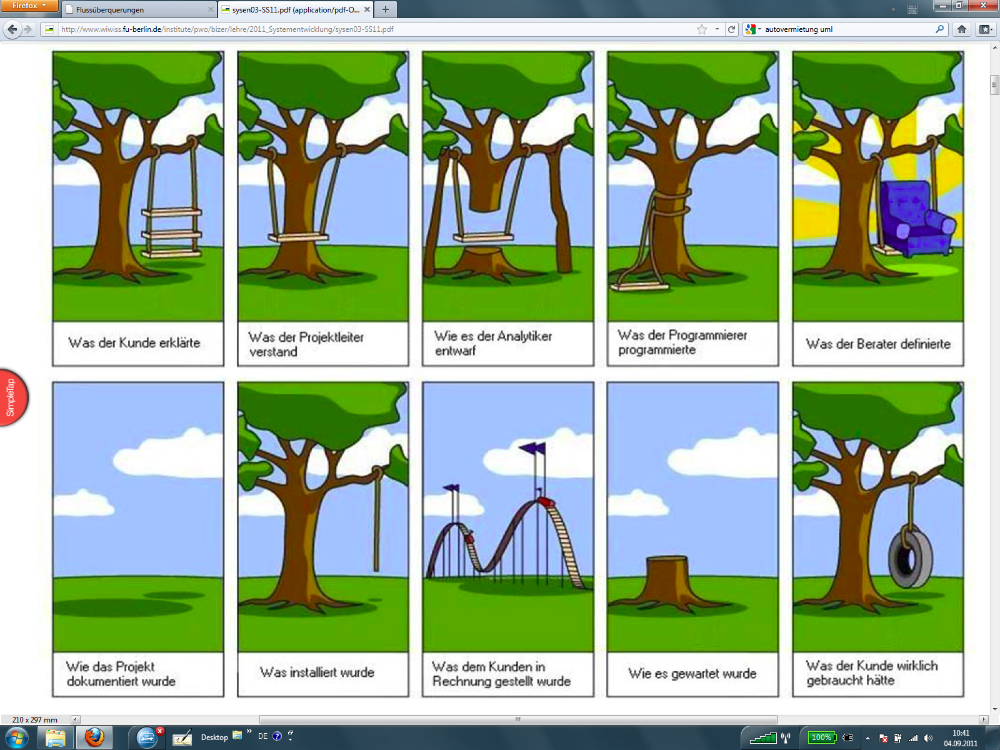 Firefox
Flussüberquerungen
sysen03-SS11.pdf (application/pdf-O...
http://www.wiwiss.fu-berlin.de/institute/pwo/bizer/lehre/2011_Systementwicklung/sysen03-SS11.pdf
autovermietung uml
Was der Kunde erklärte
Was der Projektleiter
verstand
Wie es der Analytiker
entwarf
Was der Programmierer
programmierte
Was der Berater definierte
SimpleTap
Wie das Projekt
dokumentiert wurde
Was installiert wurde
Was dem Kunden in
Rechnung gestellt wurde
Wie es gewartet wurde
Was der Kunde wirklich
gebraucht hätte
210 x 297 mm
Desktop
»
DE
100%
10:41
04.09.2011